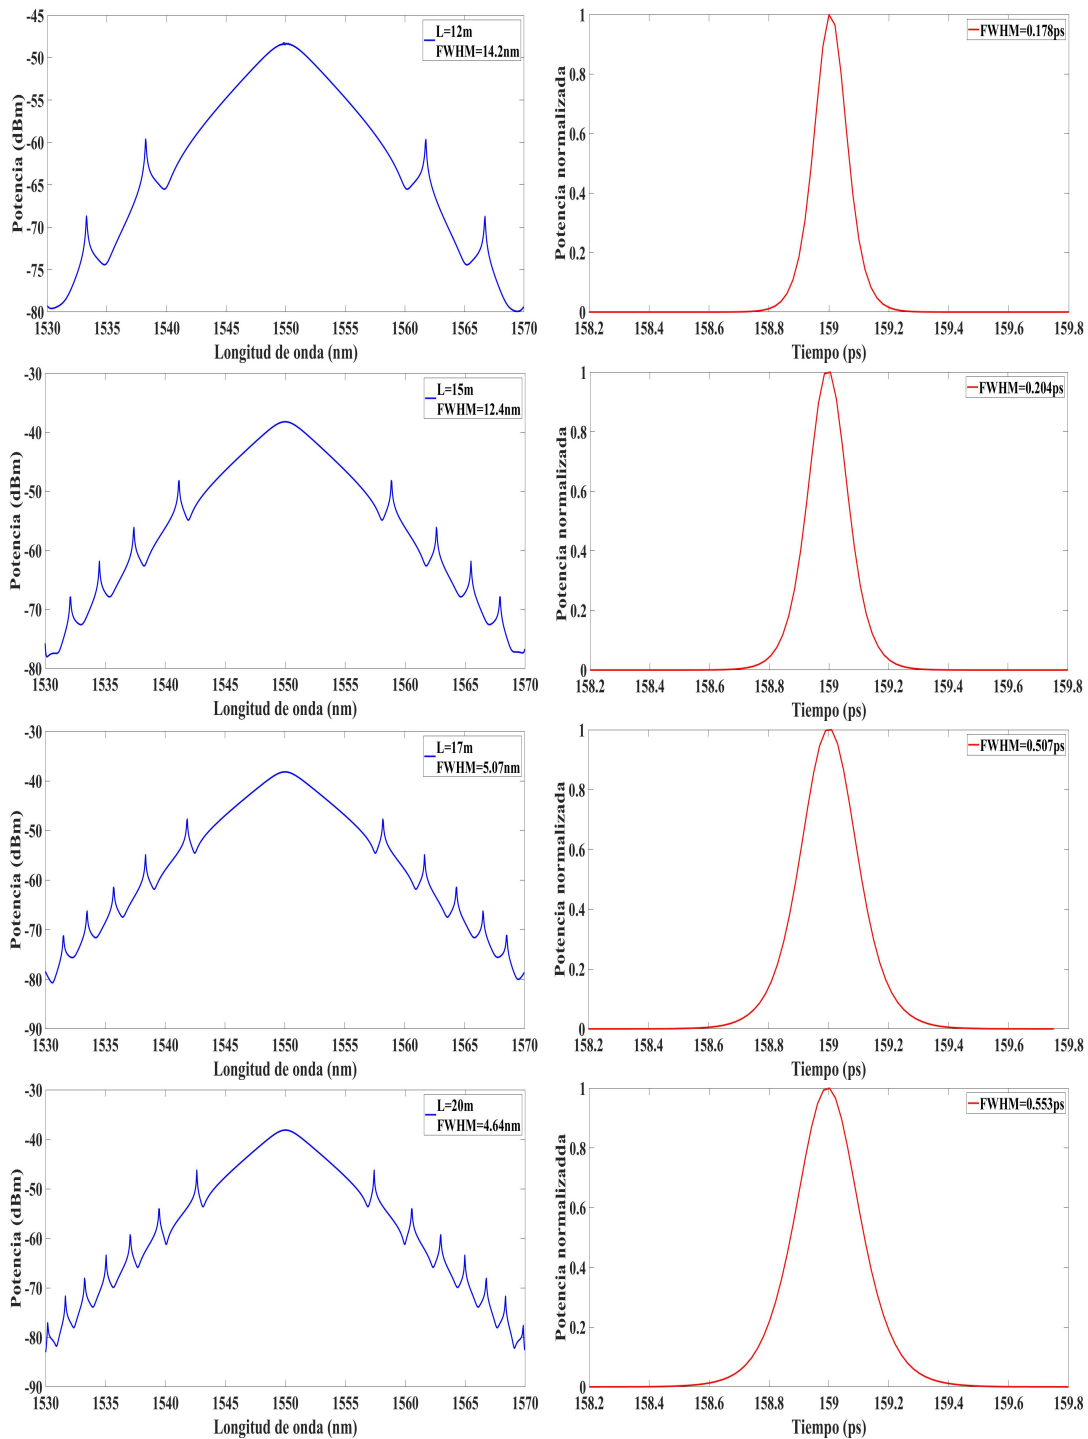 -45
-50
-55
-60
-65
-70
-75
-80
Potencia (dBm)
L=12m
FWHM=14.2nm
1530 1535 1540 1545 1550 1555 1560 1565 1570
Longitud de onda (nm)
1
0.8
0.6
0.4
0.2
0
Potencia normalizada
FWHM=0.178ps
158.2 158.4 158.6 158.8 159 159.2 159.4 159.6 159.8
Tiempo (ps)
-30
-40
-50
-60
-70
-80
Potencia (dBm)
L=15m
FWHM=12.4nm
1530 1535 1540 1545 1550 1555 1560 1565 1570
Longitud de onda (nm)
1
0.8
0.6
0.4
0.2
0
Potencia normalizada
FWHM=0.204ps
158.2 158.4 158.6 158.8 159 159.2 159.4 159.6 159.8
Tiempo (ps)
-30
-40
-50
-60
-70
-80
-90
Potencia (dBm)
L=17m
FWHM=5.07nm
1530 1535 1540 1545 1550 1555 1560 1565 1570
Longitud de onda (nm)
1
0.8
0.6
0.4
0.2
0
Potencia normalizada
FWHM=0.507ps
158.2 158.4 158.6 158.8 159 159.2 159.4 159.6 159.8
Tiempo (ps)
-30
-40
-50
-60
-70
-80
-90
Potencia (dBm)
L=20m
FWHM=4.64nm
1530 1535 1540 1545 1550 1555 1560 1565 1570
Longitud de onda (nm)
1
0.8
0.6
0.4
0.2
0
Potencia normalizadda
FWHM=0.553ps
158.2 158.4 158.6 158.8 159 159.2 159.4 159.6 159.8
Tiempo (ps)